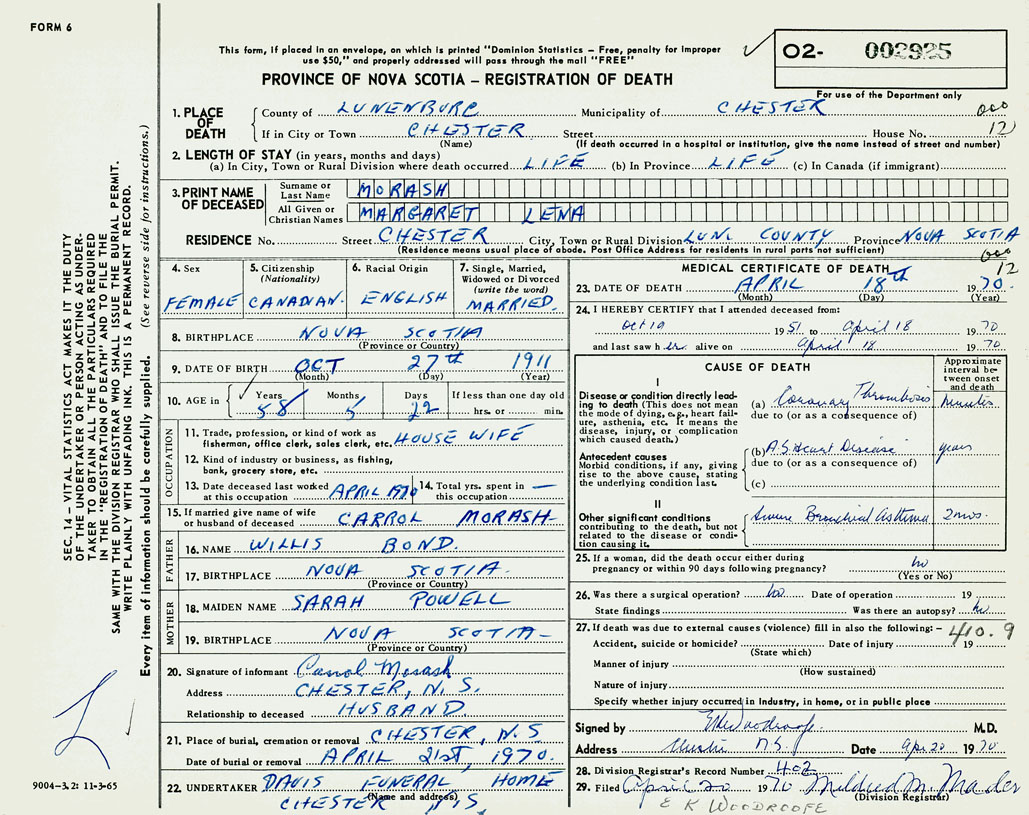 FORM 6
This form, if placed in an envelope, on which is printed "Dominion Statistics – Free, penalty for improper
use $50," and properly addressed will pass through the mail "FREE"
PROVINCE OF NOVA SCOTIA – REGISTRATION OF DEATH
O2- 002925
For use of the Department only
1. PLACE OF DEATH
County of LUNENBURG Municipality of CHESTER 000
If in City or Town CHESTER Street House No. 12
(Name) (If death occurred in a hospital or institution, give the name instead of street and number)
2. LENGTH OF STAY (in years, months and days)
(a) In City, Town or Rural Division where death occurred LIFE (b) In Province LIFE (c) In Canada (if immigrant)
3. PRINT NAME OF DECEASED
Surname or Last Name MORASH
All Given or Christian Names MARGARET LENA
RESIDENCE No. Street CHESTER City, Town or Rural Division LUN. COUNTY Province NOVA SCOTIA
(Residence means usual place of abode. Post Office Address for residents in rural parts not sufficient)
000
12
4. Sex FEMALE
5. Citizenship (Nationality) CANADIAN.
6. Racial Origin ENGLISH
7. Single, Married, Widowed or Divorced (write the word) MARRIED.
8. BIRTHPLACE NOVA SCOTIA
(Province or Country)
9. DATE OF BIRTH OCT 27th 1911
(Month) (Day) (Year)
10. AGE in Years 58 Months 5 Days 22 If less than one day old hrs. or min.
OCCUPATION
11. Trade, profession, or kind of work as fisherman, office clerk, sales clerk, etc. HOUSE WIFE
12. Kind of industry or business, as fishing, bank, grocery store, etc.
13. Date deceased last worked at this occupation APRIL 1970
14. Total yrs. spent in this occupation —
15. If married give name of wife or husband of deceased CARROL MORASH
FATHER
16. NAME WILLIS BOND.
17. BIRTHPLACE NOVA SCOTIA.
(Province or Country)
MOTHER
18. MAIDEN NAME SARAH POWELL
19. BIRTHPLACE NOVA SCOTIA
(Province or Country)
20. Signature of informant Carrol Morash
Address CHESTER, N. S.
Relationship to deceased HUSBAND.
21. Place of burial, cremation or removal CHESTER, N. S
Date of burial or removal APRIL 21st, 1970.
22. UNDERTAKER DAVIS FUNERAL HOME
(Name and address) CHESTER N.S.
MEDICAL CERTIFICATE OF DEATH
23. DATE OF DEATH APRIL 18th 1970.
(Month) (Day) (Year)
24. I HEREBY CERTIFY that I attended deceased from:
Oct 19 1951 to April 18 1970
and last saw her alive on April 18 1970
CAUSE OF DEATH
Approximate interval between onset and death
I
Disease or condition directly leading to death (This does not mean the mode of dying, e.g., heart failure, asthenia, etc. It means the disease, injury, or complication which caused death.)
(a) Coronary Thrombosis minutes
due to (or as a consequence of)
Antecedent causes
Morbid conditions, if any, giving rise to the above cause, stating the underlying condition last.
(b) A.S. Heart Disease years
due to (or as a consequence of)
(c)
II
Other significant conditions contributing to the death, but not related to the disease or condition causing it.
Severe Bronchial Asthma 2 mos.
25. If a woman, did the death occur either during pregnancy or within 90 days following pregnancy? no
(Yes or No)
26. Was there a surgical operation? no Date of operation 19
State findings Was there an autopsy? no
27. If death was due to external causes (violence) fill in also the following: – 410.9
Accident, suicide or homicide? Date of injury 19
(State which)
Manner of injury
(How sustained)
Nature of injury
Specify whether injury occurred in Industry, in home, or in public place
Signed by EKWoodroofe M.D.
Address Chester N.S. Date Apr 20 1970
28. Division Registrar's Record Number 402
29. Filed April 20 1970 Mildred M. Mader
(Division Registrar)
E K WOODROOFE
SEC. 14 – VITAL STATISTICS ACT MAKES IT THE DUTY
OF THE UNDERTAKER OR PERSON ACTING AS UNDER-
TAKER TO OBTAIN ALL THE PARTICULARS REQUIRED
IN THE "REGISTRATION OF DEATH" AND TO FILE THE
SAME WITH THE DIVISION REGISTRAR WHO SHALL ISSUE THE BURIAL PERMIT.
WRITE PLAINLY WITH UNFADING INK. THIS IS A PERMANENT RECORD.
Every item of information should be carefully supplied. (See reverse side for instructions.)
9004–3.2: 11-3-65